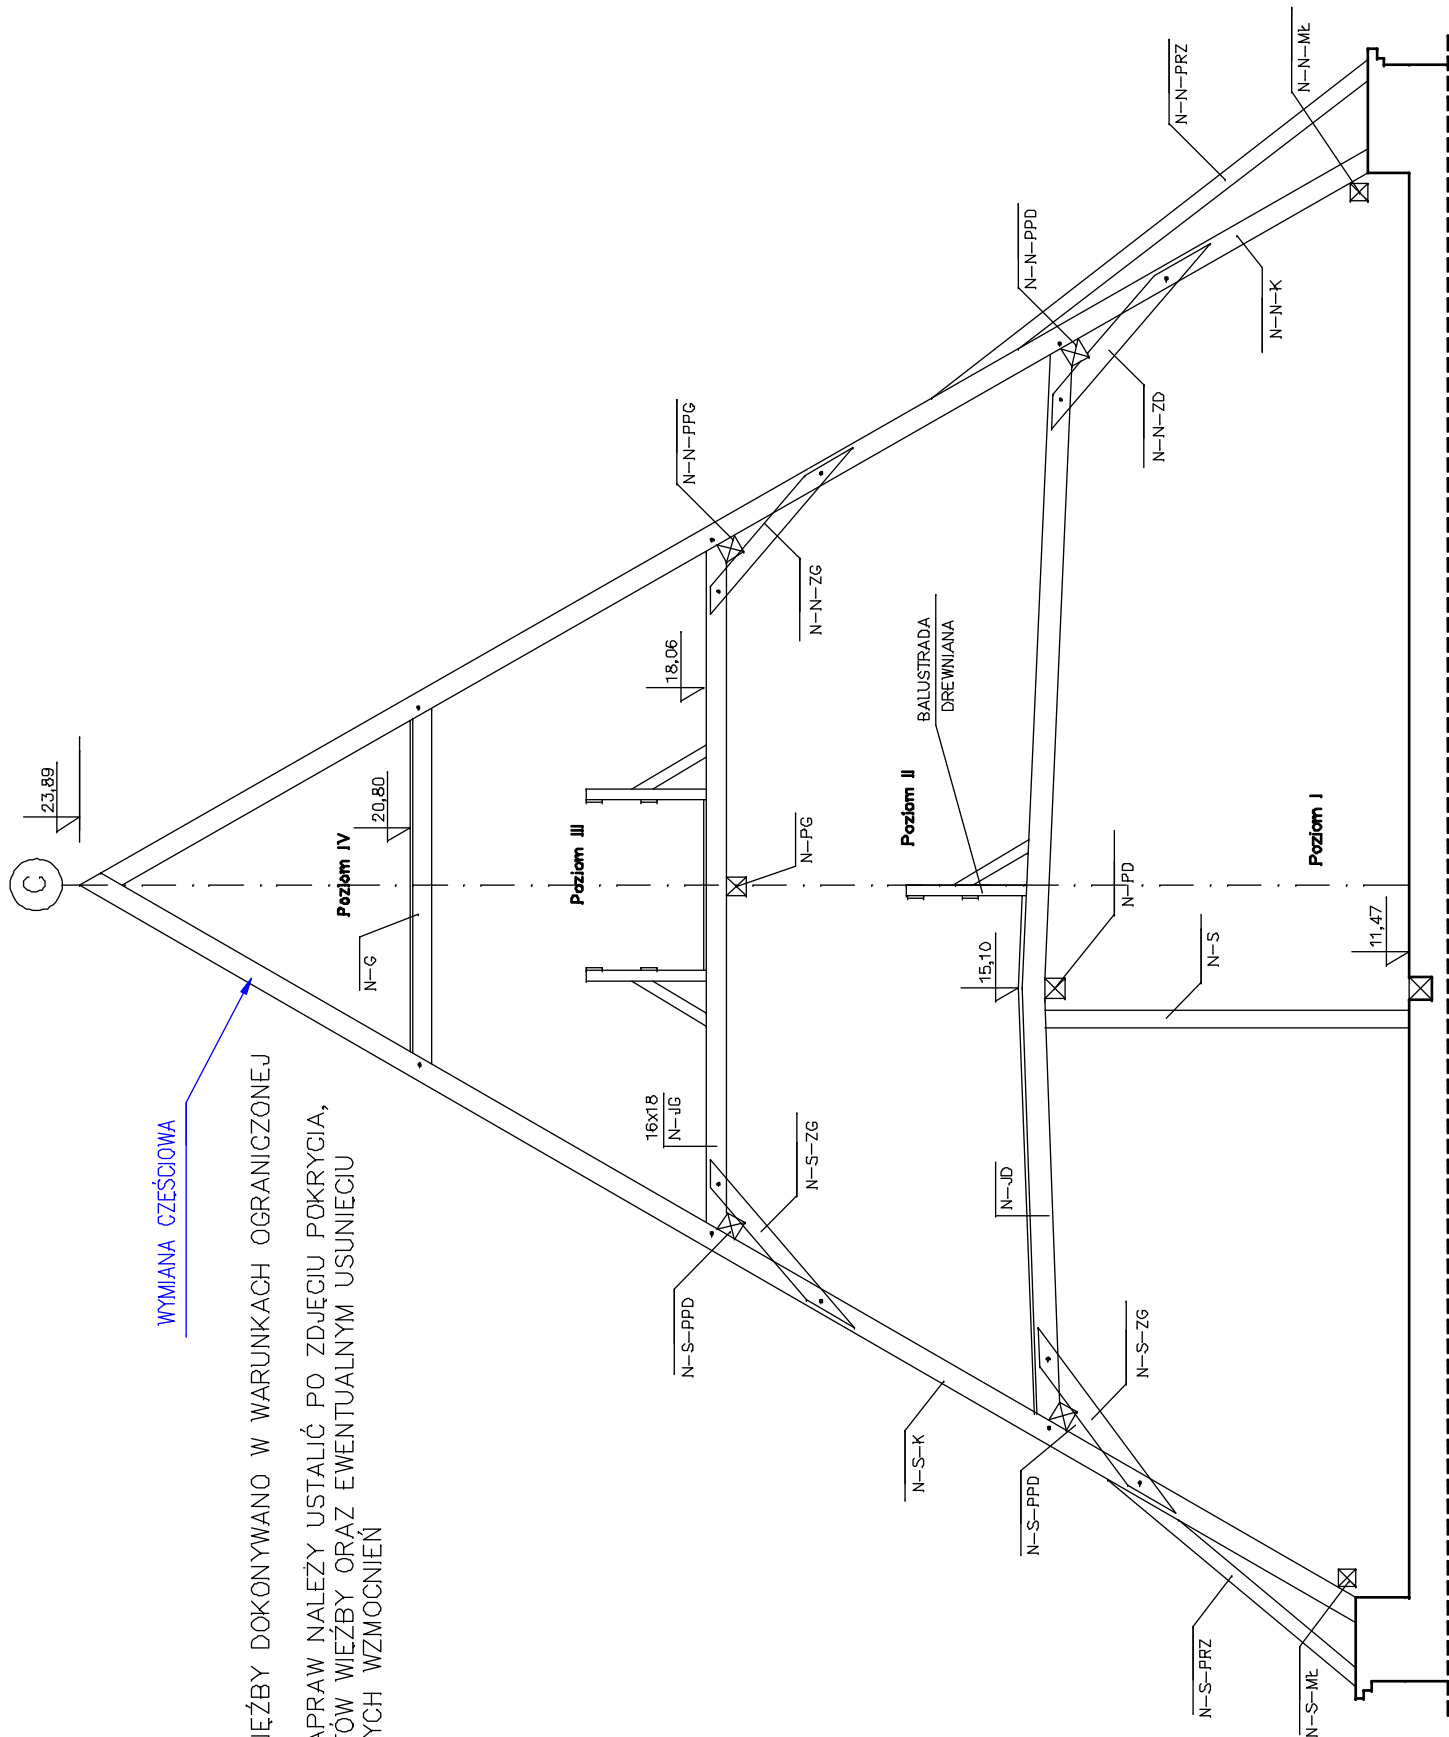 C
23,89
WYMIANA CZEŚCIOWA
IĘŹBY DOKONYWANO W WARUNKACH OGRANICZONEJ
APRAW NALEŻY USTALIĆ PO ZDJĘCIU POKRYCIA,
TÓW WIĘŹBY ORAZ EWENTUALNYM USUNIĘCIU
YCH WZMOCNIEŃ
Poziom IV
20,80
N-G
Poziom III
16x18
N-JG
18,06
N-N-PPG
N-S-PPD
N-S-ZG
N-PG
N-N-ZG
N-S-K
Poziom II
BALUSTRADA
DREWNIANA
15,10
N-JD
N-N-PPD
N-S-PPD
N-S-ZG
N-PD
N-N-ZD
N-N-PRZ
N-S-PRZ
N-S
N-N-K
Poziom I
N-S-MŁ
11,47
N-N-MŁ